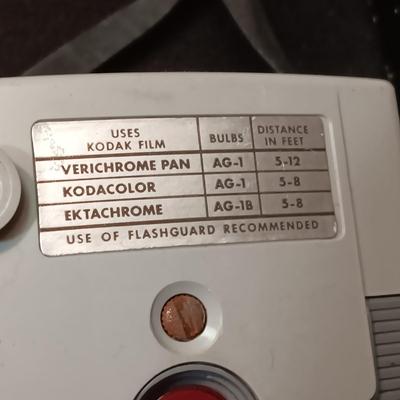 USES KODAK FILM BULBS DISTANCE IN FEET
VERICHROME PAN AG-1 5-12
KODACOLOR AG-1 5-8
EKTACHROME AG-1B 5-8
USE OF FLASHGUARD RECOMMENDED